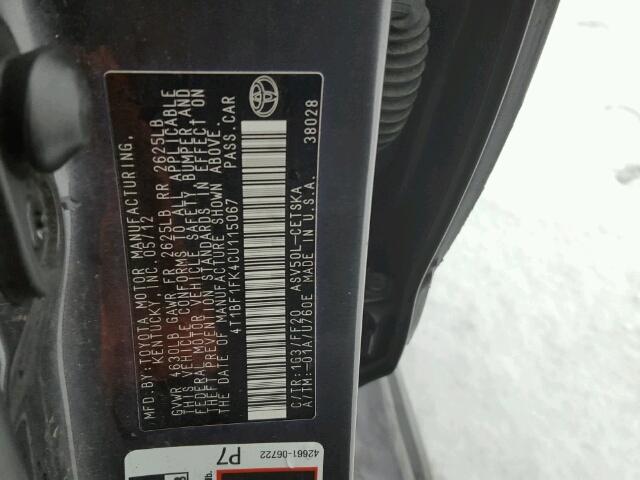 MFD.BY:TOYOTA MOTOR MANUFACTURING,
KENTUCKY, INC. 05/12
GVWR 4630LB GAWR FR 2625LB RR 2625LB
THIS VEHICLE CONFORMS TO ALL APPLICABLE
FEDERAL MOTOR VEHICLE SAFETY, BUMPER, AND
THEFT PREVENTION STANDARDS IN EFFECT ON
THE DATE OF MANUFACTURE SHOWN ABOVE.
4T1BF1FK4CU115067 PASS.CAR
C/TR:1G3/FF20 ASV50L-CETSKA
A/TM:-01A/U760E MADE IN U.S.A. 38028
42661-06722
P7
lb.